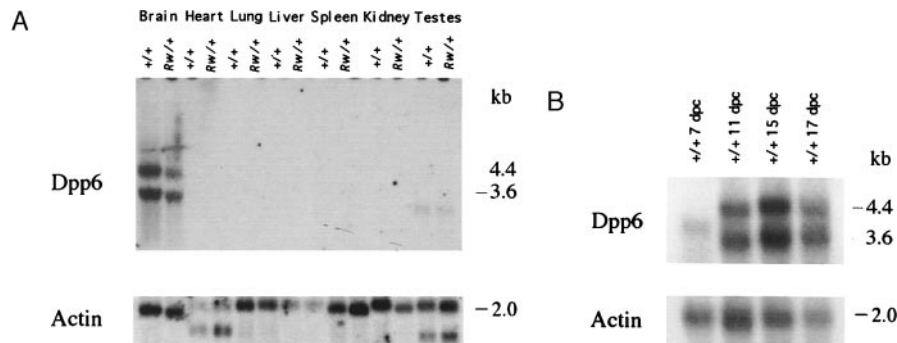 A
Brain Heart Lung Liver Spleen Kidney Testes
+/+ Rw/+ +/+ Rw/+ +/+ Rw/+ +/+ Rw/+ +/+ Rw/+ +/+ Rw/+ +/+ Rw/+
kb
Dpp6
4.4
–3.6
Actin
–2.0
B
+/+ 7 dpc
+/+ 11 dpc
+/+ 15 dpc
+/+ 17 dpc
kb
Dpp6
–4.4
3.6
Actin
–2.0